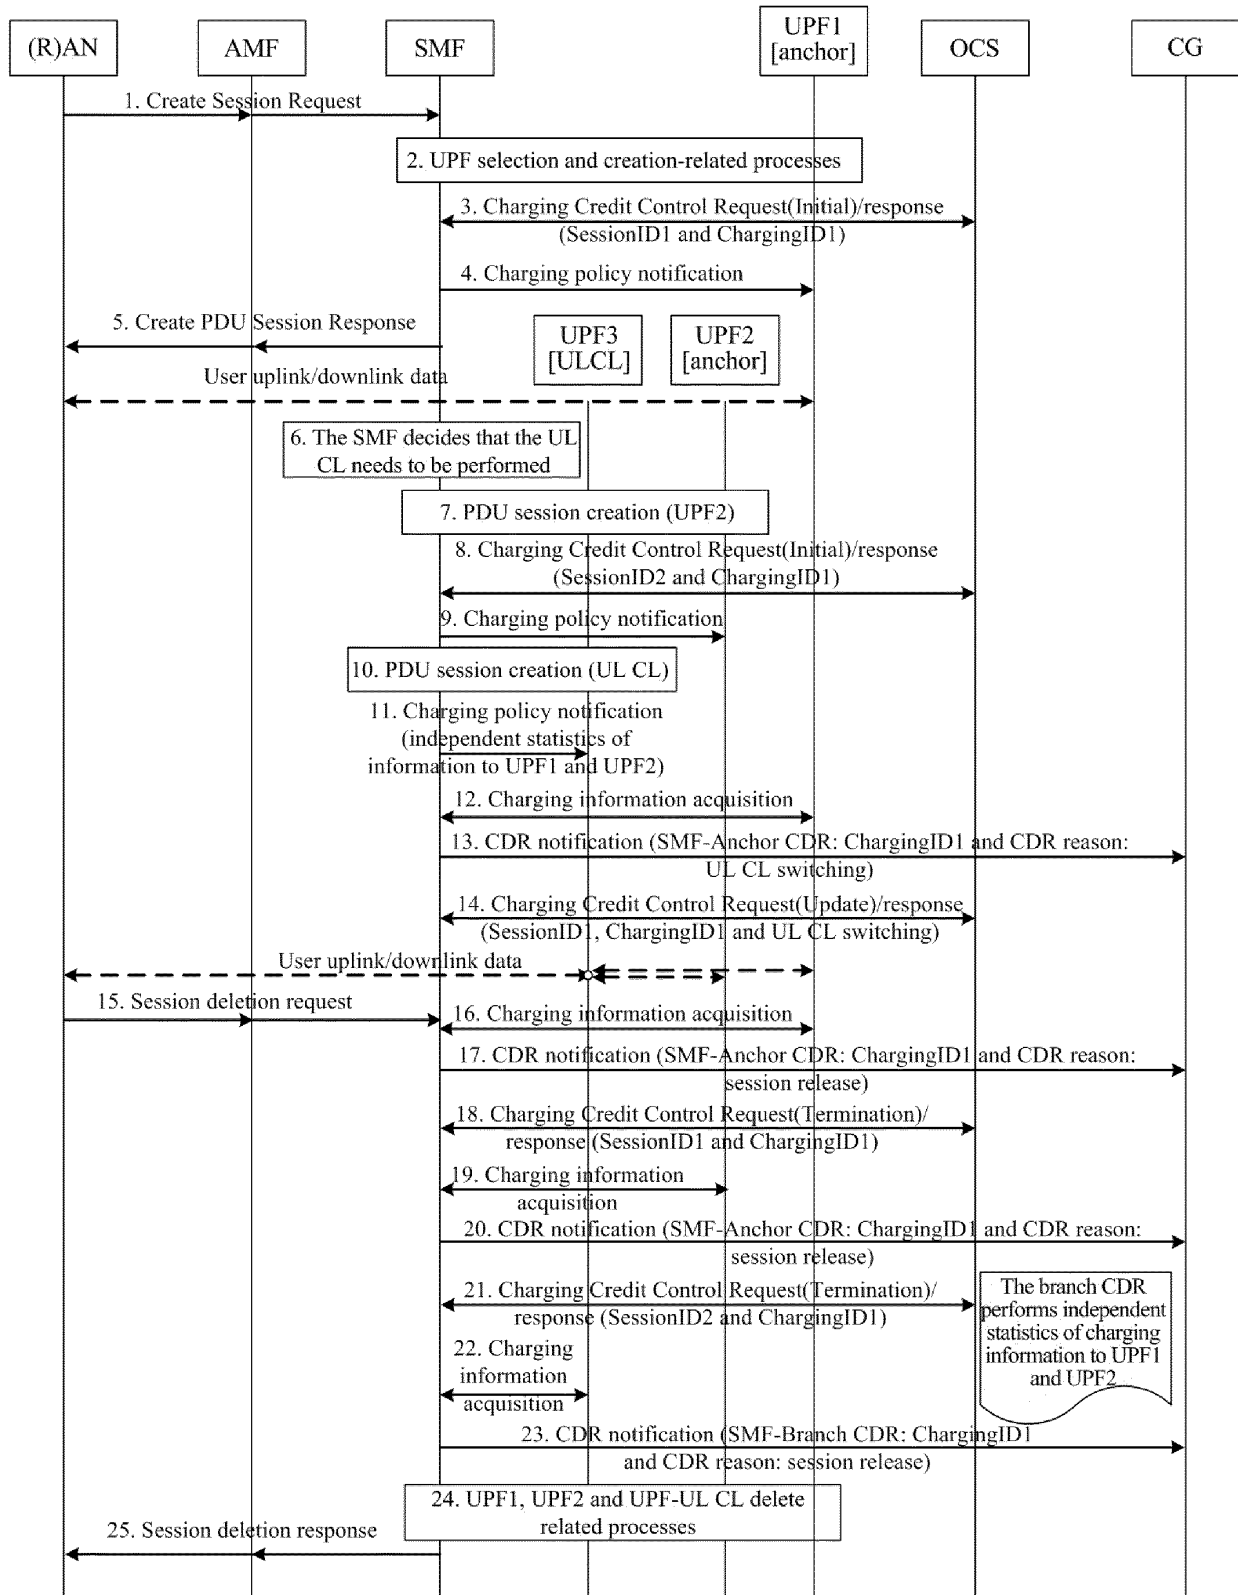 (R)AN
AMF
SMF
UPF1
[anchor]
OCS
CG
1. Create Session Request
2. UPF selection and creation-related processes
3. Charging Credit Control Request(Initial)/response
(SessionID1 and ChargingID1)
4. Charging policy notification
5. Create PDU Session Response
UPF3
[ULCL]
UPF2
[anchor]
User uplink/downlink data
6. The SMF decides that the UL
CL needs to be performed
7. PDU session creation (UPF2)
8. Charging Credit Control Request(Initial)/response
(SessionID2 and ChargingID1)
9. Charging policy notification
10. PDU session creation (UL CL)
11. Charging policy notification
(independent statistics of
information to UPF1 and UPF2)
12. Charging information acquisition
13. CDR notification (SMF-Anchor CDR: ChargingID1 and CDR reason:
UL CL switching)
14. Charging Credit Control Request(Update)/response
(SessionID1, ChargingID1 and UL CL switching)
User uplink/downlink data
15. Session deletion request
16. Charging information acquisition
17. CDR notification (SMF-Anchor CDR: ChargingID1 and CDR reason:
session release)
18. Charging Credit Control Request(Termination)/
response (SessionID1 and ChargingID1)
19. Charging information
acquisition
20. CDR notification (SMF-Anchor CDR: ChargingID1 and CDR reason:
session release)
21. Charging Credit Control Request(Termination)/
response (SessionID2 and ChargingID1)
The branch CDR
performs independent
statistics of charging
information to UPF1
and UPF2
22. Charging
information
acquisition
23. CDR notification (SMF-Branch CDR: ChargingID1
and CDR reason: session release)
24. UPF1, UPF2 and UPF-UL CL delete
related processes
25. Session deletion response